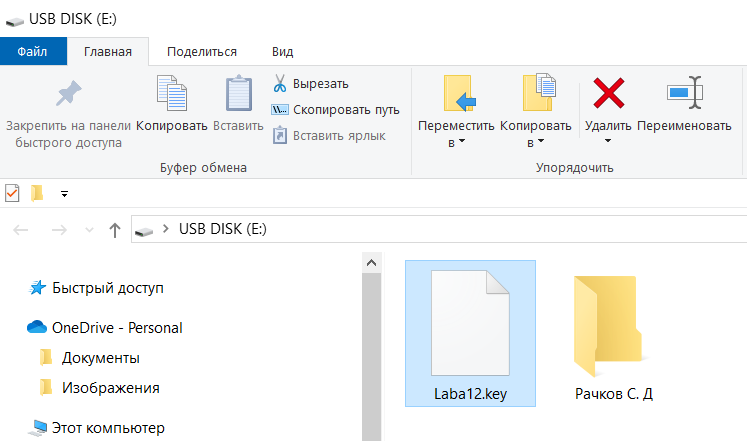 USB DISK (E:)
Файл Главная Поделиться Вид
Закрепить на панели
быстрого доступа
Копировать
Вставить
Вырезать
Скопировать путь
Вставить ярлык
Буфер обмена
Переместить
в
Копировать
в
Удалить
Переименовать
Упорядочить
USB DISK (E:)
Быстрый доступ
OneDrive - Personal
Документы
Изображения
Этот компьютер
Laba12.key
Рачков С. Д